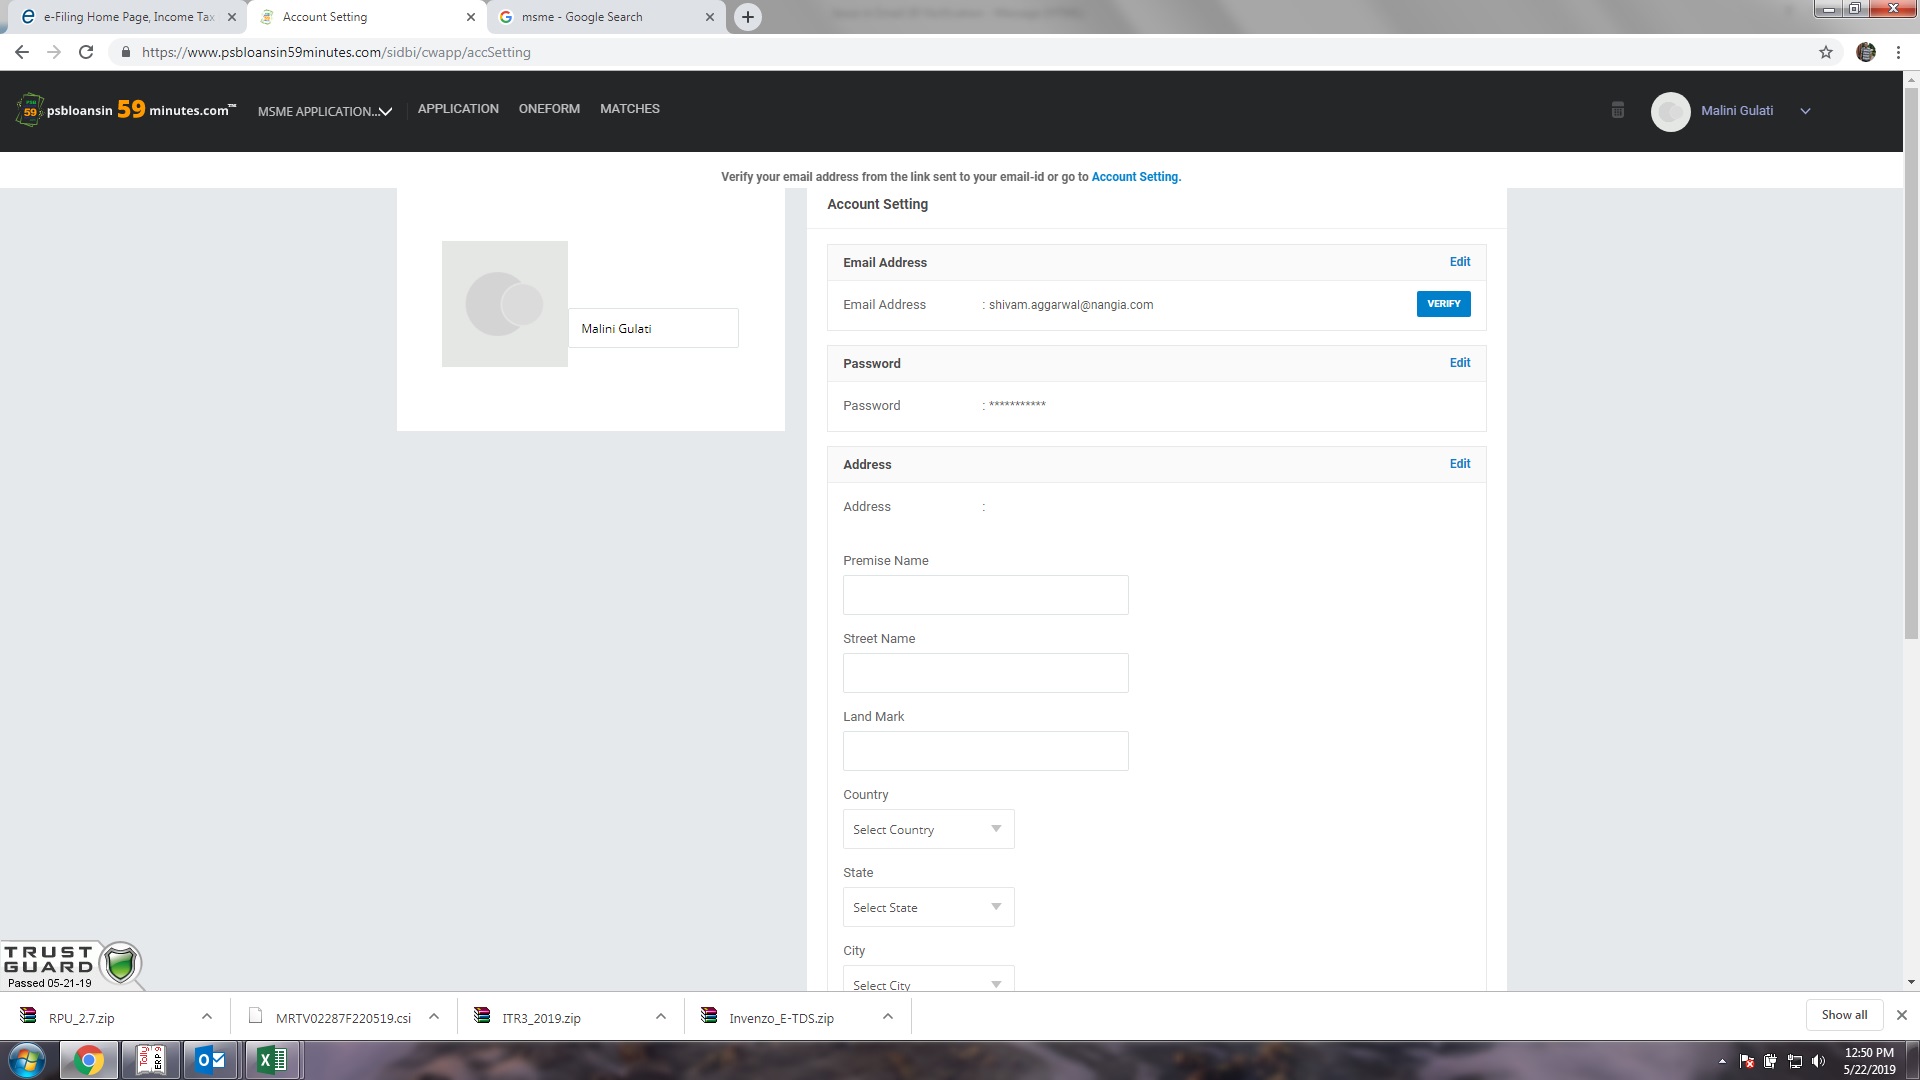 e-Filing Home Page, Income Tax
Account Setting
msme - Google Search
https://www.psbloansin59minutes.com/sidbi/cwapp/accSetting
psbloansin 59 minutes.com™
MSME APPLICATION...
APPLICATION
ONEFORM
MATCHES
Malini Gulati
Verify your email address from the link sent to your email-id or go to Account Setting.
Malini Gulati
Account Setting
Email Address
Edit
Email Address : shivam.aggarwal@nangia.com
VERIFY
Password
Edit
Password : ***********
Address
Edit
Address :
Premise Name
Street Name
Land Mark
Country
Select Country
State
Select State
City
Select City
TRUST
GUARD
Passed 05-21-19
RPU_2.7.zip
MRTV02287F220519.csi
ITR3_2019.zip
Invenzo_E-TDS.zip
Show all
Tally
ERP 9
12:50 PM
5/22/2019